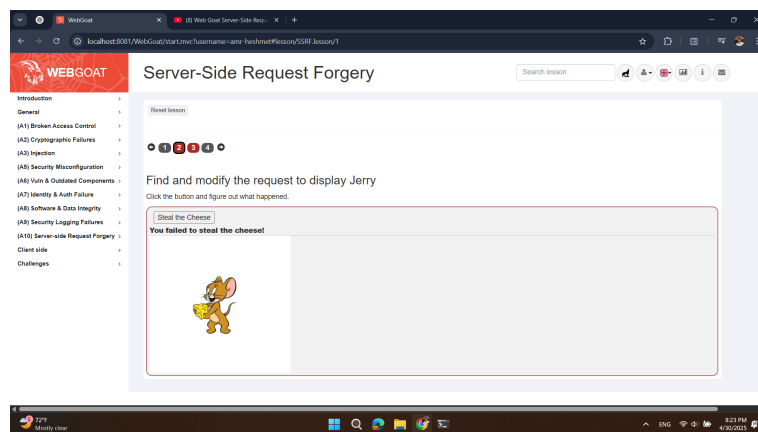 WebGoat
(8) Web Goat Server-Side Requ
localhost:8081/WebGoat/start.mvc?username=amr-heshmet#lesson/SSRF.lesson/1
WEBGOAT
Server-Side Request Forgery
Search lesson
Introduction
General
(A1) Broken Access Control
(A2) Cryptographic Failures
(A3) Injection
(A5) Security Misconfiguration
(A6) Vuln & Outdated Components
(A7) Identity & Auth Failure
(A8) Software & Data Integrity
(A9) Security Logging Failures
(A10) Server-side Request Forgery
Client side
Challenges
Reset lesson
1 2 3 4
Find and modify the request to display Jerry
Click the button and figure out what happened.
Steal the Cheese
You failed to steal the cheese!
72°F
Mostly clear
ENG
8:23 PM
4/30/2025